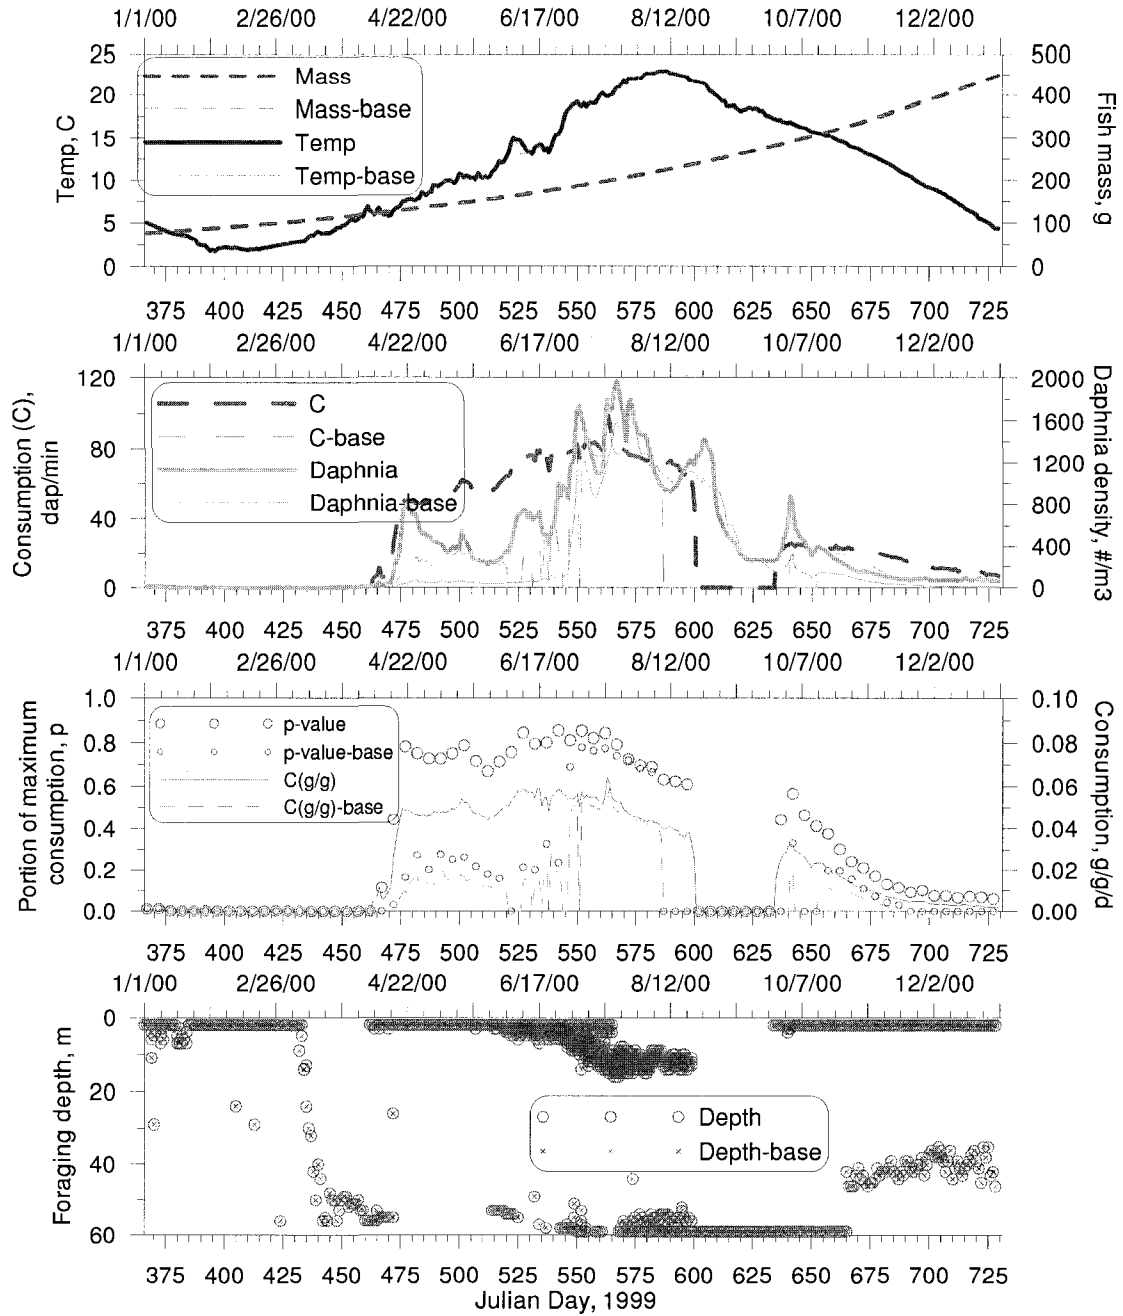 1/1/00 2/26/00 4/22/00 6/17/00 8/12/00 10/7/00 12/2/00
25 500
Mass
20 Mass-base 400
15 Temp 300
10 Temp-base 200
5 100
0 0
Temp, C
Fish mass, g
375 400 425 450 475 500 525 550 575 600 625 650 675 700 725
1/1/00 2/26/00 4/22/00 6/17/00 8/12/00 10/7/00 12/2/00
120 2000
C
1600
C-base
80 1200
Daphnia
800
Daphnia-base
40
400
0 0
Consumption (C),
dap/min
Daphnia density, #/m3
375 400 425 450 475 500 525 550 575 600 625 650 675 700 725
1/1/00 2/26/00 4/22/00 6/17/00 8/12/00 10/7/00 12/2/00
1.0 0.10
p-value
0.8 p-value-base 0.08
C(g/g)
0.6 0.06
C(g/g)-base
0.4 0.04
0.2 0.02
0.0 0.00
Portion of maximum
consumption, p
Consumption, g/g/d
375 400 425 450 475 500 525 550 575 600 625 650 675 700 725
1/1/00 2/26/00 4/22/00 6/17/00 8/12/00 10/7/00 12/2/00
0
20
Depth
Depth-base
40
60
Foraging depth, m
375 400 425 450 475 500 525 550 575 600 625 650 675 700 725
Julian Day, 1999